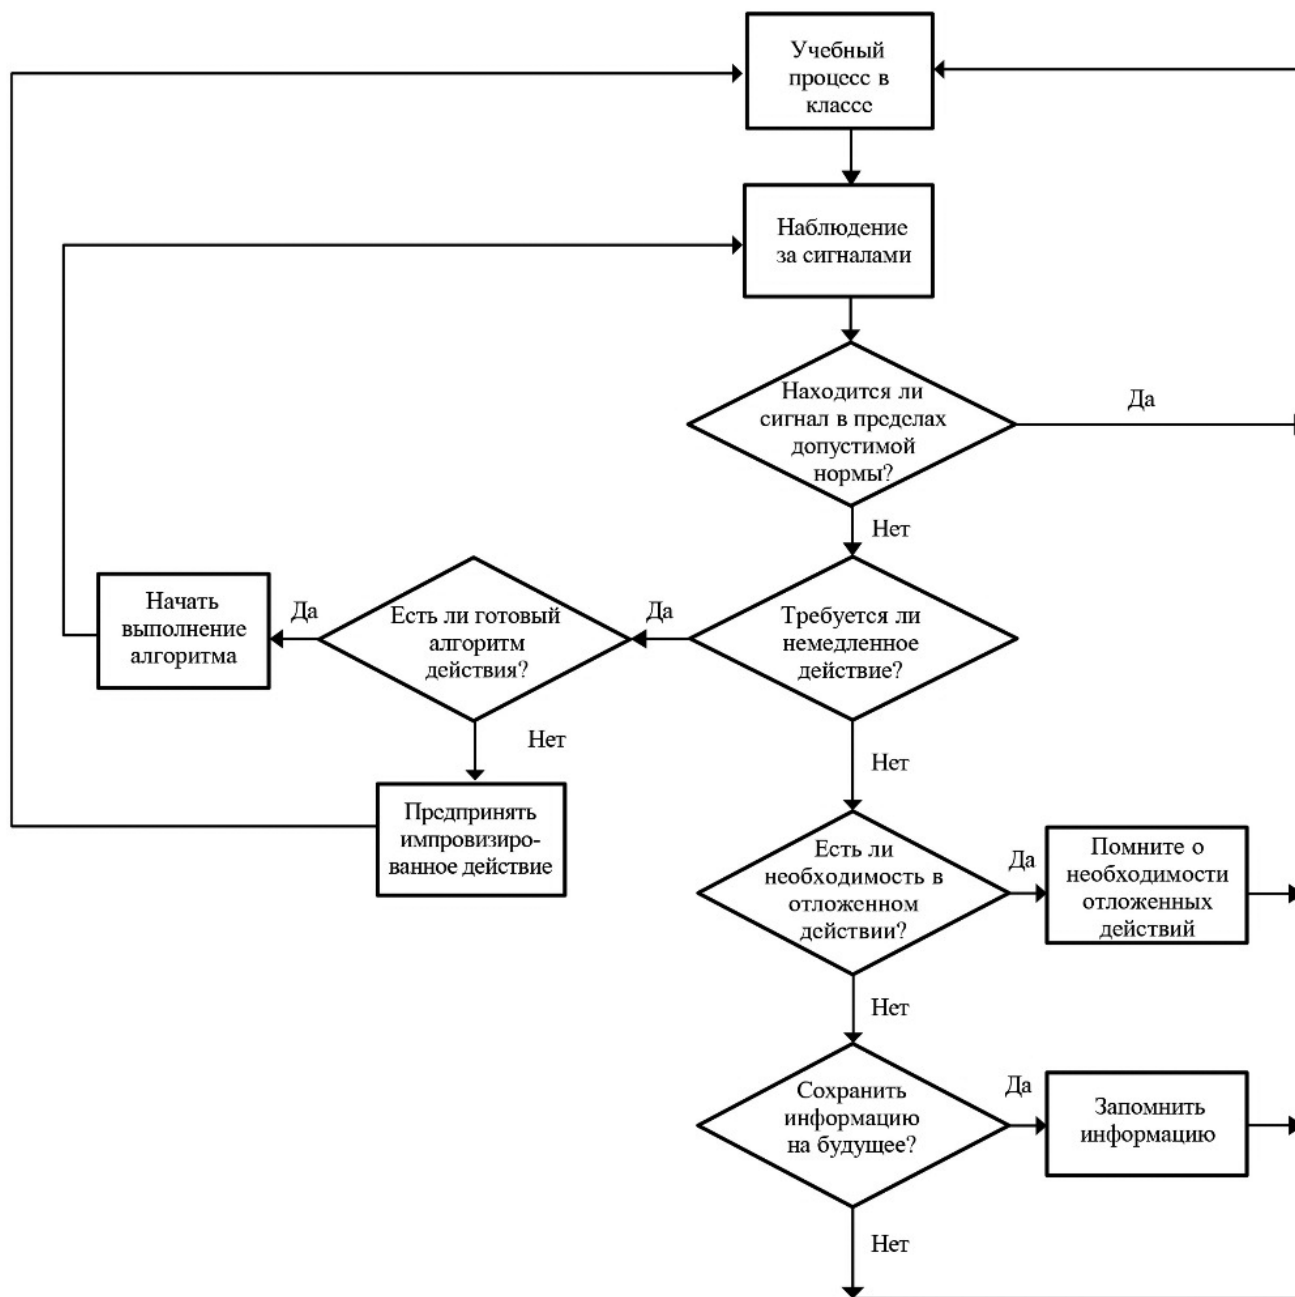 Учебный
процесс в
классе
Наблюдение
за сигналами
Находится ли
сигнал в пределах
допустимой
нормы?
Да
Нет
Начать
выполнение
алгоритма
Да
Есть ли готовый
алгоритм
действия?
Да
Требуется ли
немедленное
действие?
Нет
Нет
Предпринять
импровизиро-
ванное действие
Есть ли
необходимость в
отложенном
действии?
Да
Помните о
необходимости
отложенных
действий
Нет
Сохранить
информацию
на будущее?
Да
Запомнить
информацию
Нет